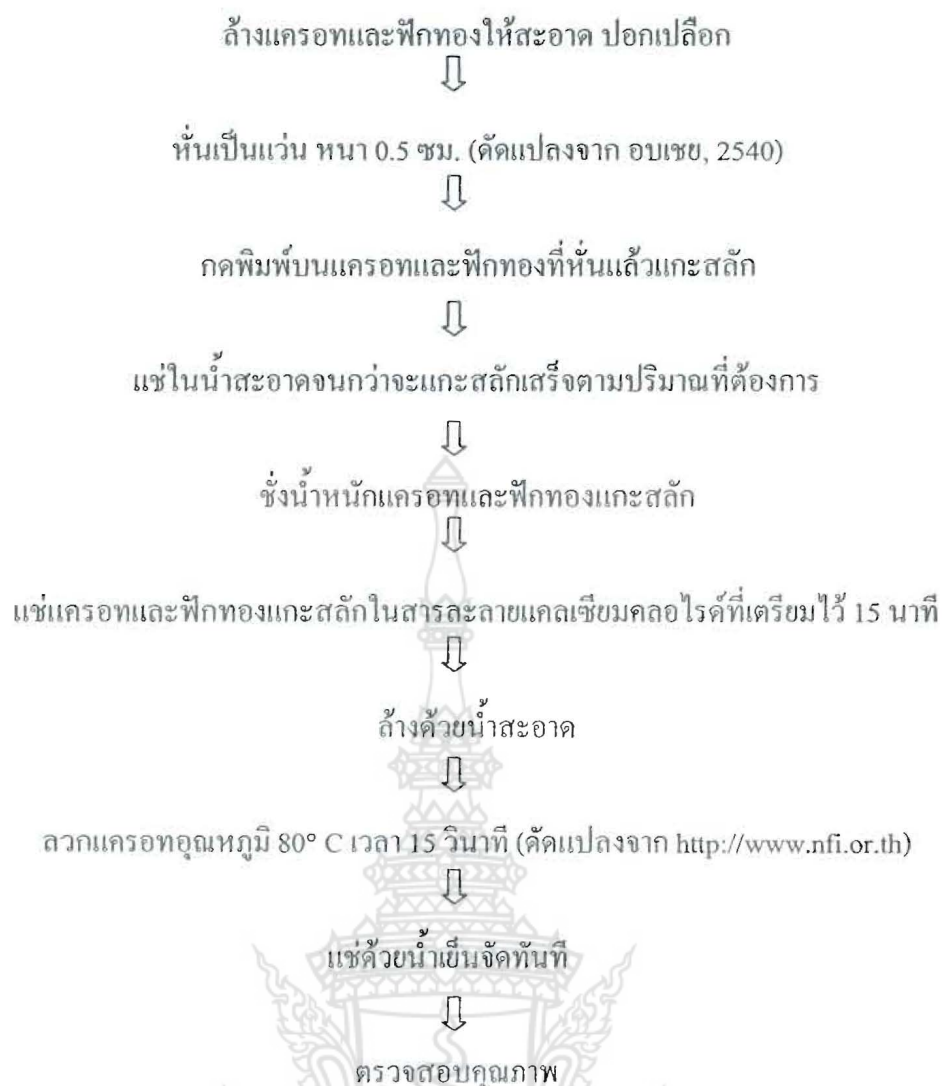 ล้างแครอทและฟักทองให้สะอาด ปอกเปลือก
หั่นเป็นแว่น หนา 0.5 ซม. (ดัดแปลงจาก อบเชย, 2540)
กดพิมพ์บนแครอทและฟักทองที่หั่นแล้วแกะสลัก
แช่ในน้ำสะอาดจนกว่าจะแกะสลักเสร็จตามปริมาณที่ต้องการ
ชั่งน้ำหนักแครอทและฟักทองแกะสลัก
แช่แครอทและฟักทองแกะสลักในสารละลายแคลเซียมคลอไรด์ที่เตรียมไว้ 15 นาที
ล้างด้วยน้ำสะอาด
ลวกแครอทอุณหภูมิ 80° C เวลา 15 วินาที (ดัดแปลงจาก http://www.nfi.or.th)
แช่ด้วยน้ำเย็นจัดทันที
ตรวจสอบคุณภาพ